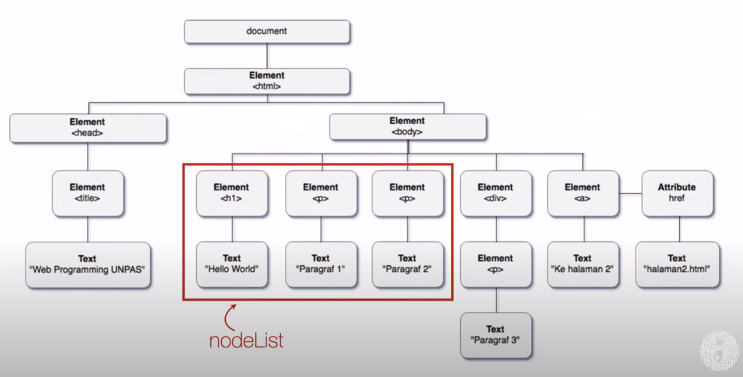 document
Element
<html>
Element
<head>
Element
<body>
Element
<title>
Element
<h1>
Element
<p>
Element
<p>
Element
<div>
Element
<a>
Attribute
href
Text
"Web Programming UNPAS"
Text
"Hello World"
Text
"Paragraf 1"
Text
"Paragraf 2"
Element
<p>
Text
"Ke halaman 2"
Text
"halaman2.html"
nodeList
Text
"Paragraf 3"